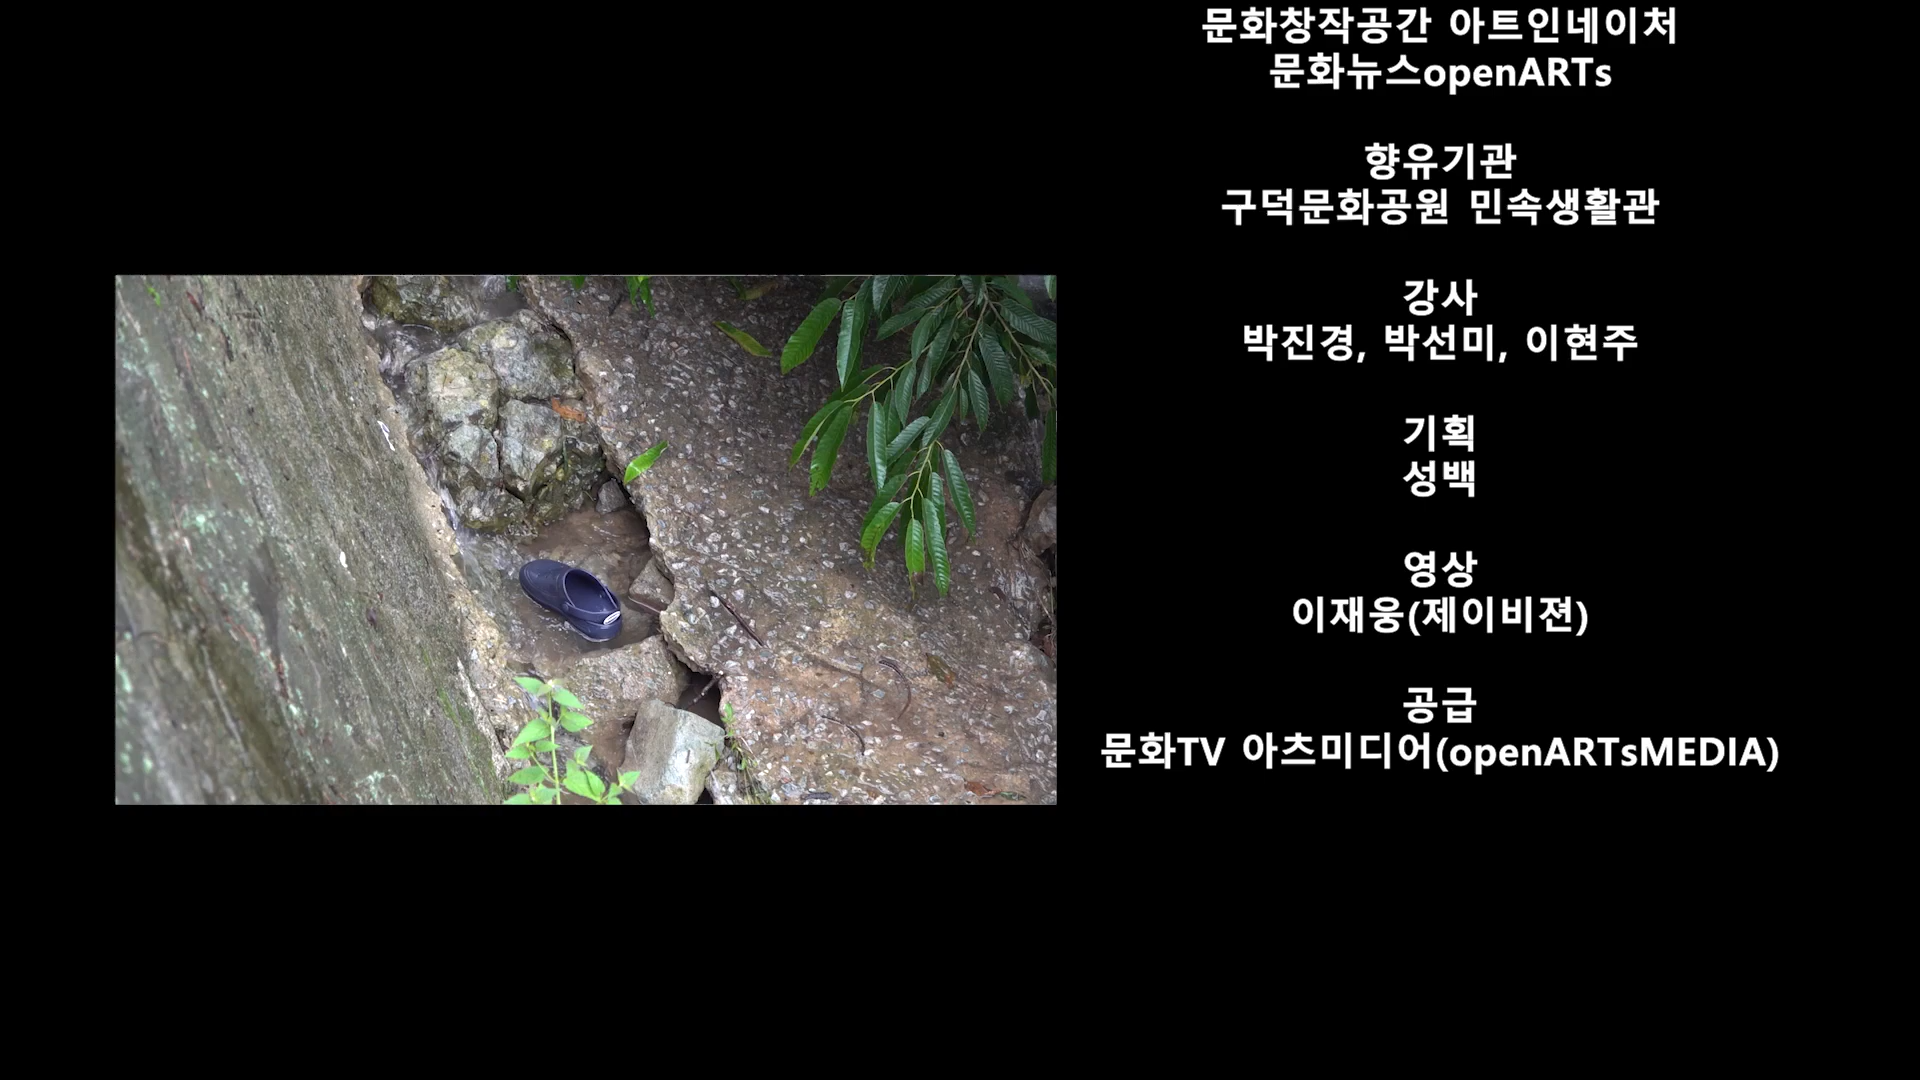 문화창작공간 아트인네이처
문화뉴스openARTs
향유기관
구덕문화공원 민속생활관
강사
박진경, 박선미, 이현주
기획
성백
영상
이재웅(제이비젼)
공급
문화TV 아츠미디어(openARTsMEDIA)